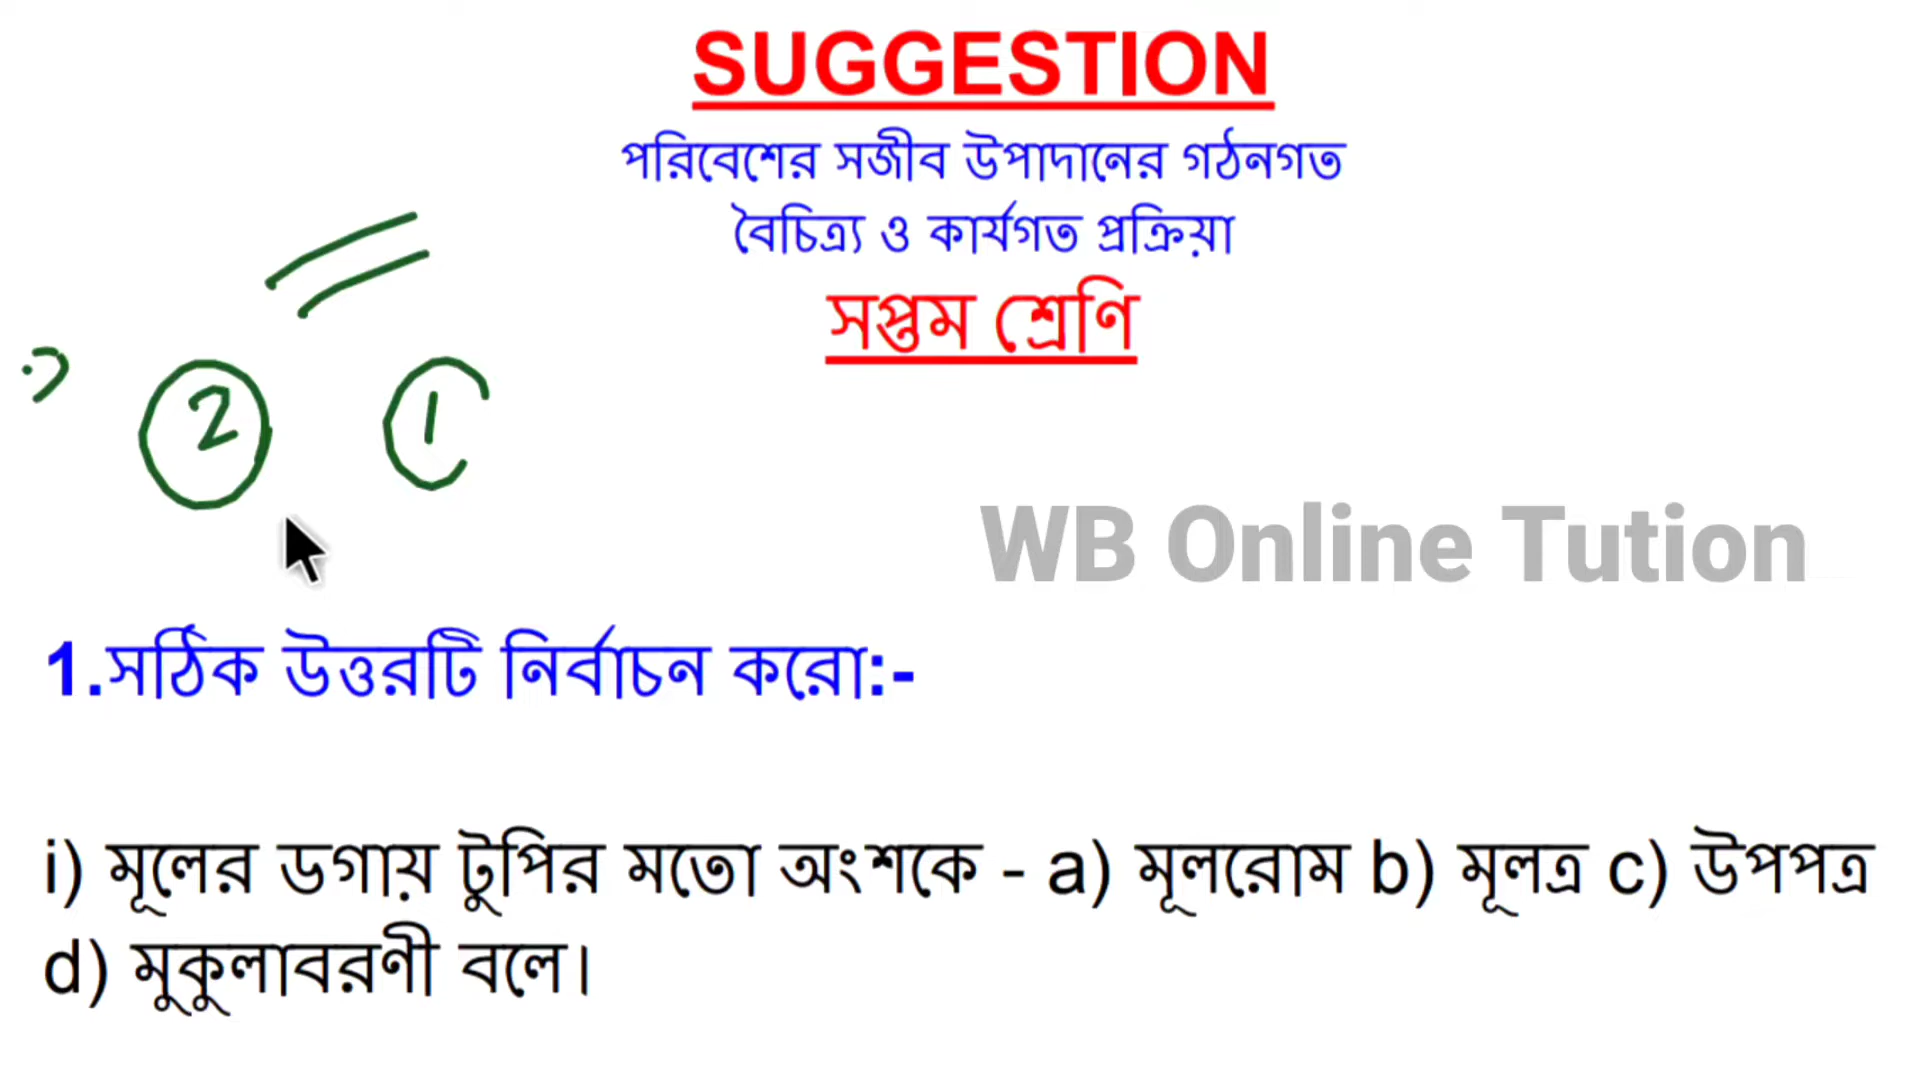 SUGGESTION
পরিবেশের সজীব উপাদানের গঠনগত
বৈচিত্র্য ও কার্যগত প্রক্রিয়া
সপ্তম শ্রেণি
2 1
WB Online Tution
1.সঠিক উত্তরটি নির্বাচন করো:-
i) মূলের ডগায় টুপির মতো অংশকে - a) মূলরোম b) মূলত্র c) উপপত্র
d) মুকুলাবরণী বলে।